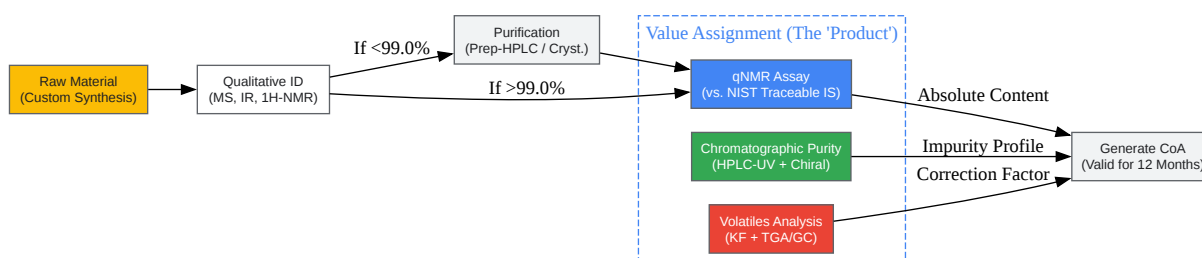 Raw Material
(Custom Synthesis)
Qualitative ID
(MS, IR, 1H-NMR)
If <99.0%
If >99.0%
Purification
(Prep-HPLC / Cryst.)
Value Assignment (The 'Product')
qNMR Assay
(vs. NIST Traceable IS)
Chromatographic Purity
(HPLC-UV + Chiral)
Volatiles Analysis
(KF + TGA/GC)
Absolute Content
Impurity Profile
Correction Factor
Generate CoA
(Valid for 12 Months)